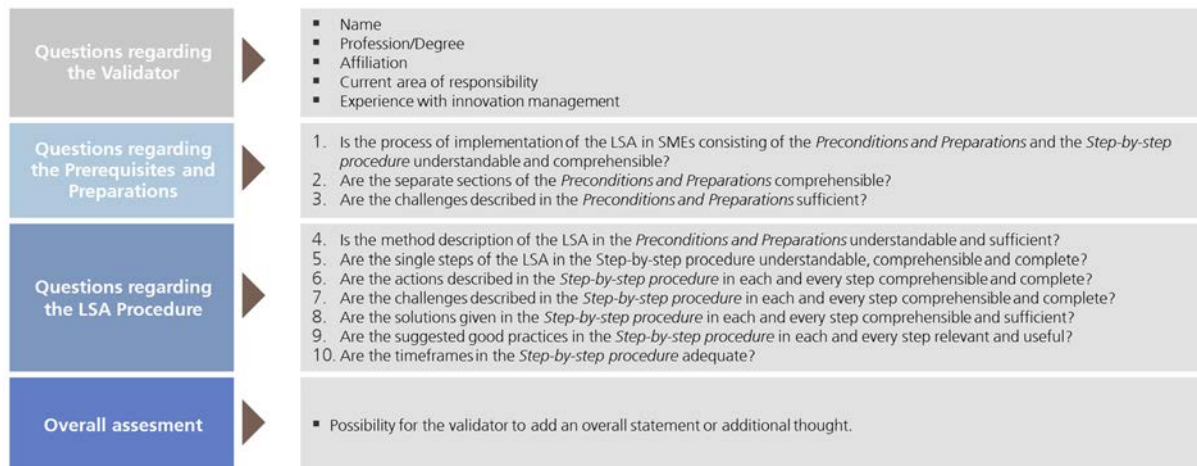 Questions regarding
the Validator
▪ Name
▪ Profession/Degree
▪ Affiliation
▪ Current area of responsibility
▪ Experience with innovation management
Questions regarding
the Prerequisites and
Preparations
1. Is the process of implementation of the LSA in SMEs consisting of the Preconditions and Preparations and the Step-by-step
procedure understandable and comprehensible?
2. Are the separate sections of the Preconditions and Preparations comprehensible?
3. Are the challenges described in the Preconditions and Preparations sufficient?
Questions regarding
the LSA Procedure
4. Is the method description of the LSA in the Preconditions and Preparations understandable and sufficient?
5. Are the single steps of the LSA in the Step-by-step procedure understandable, comprehensible and complete?
6. Are the actions described in the Step-by-step procedure in each and every step comprehensible and complete?
7. Are the challenges described in the Step-by-step procedure in each and every step comprehensible and complete?
8. Are the solutions given in the Step-by-step procedure in each and every step comprehensible and sufficient?
9. Are the suggested good practices in the Step-by-step procedure in each and every step relevant and useful?
10. Are the timeframes in the Step-by-step procedure adequate?
Overall assesment
▪ Possibility for the validator to add an overall statement or additional thought.